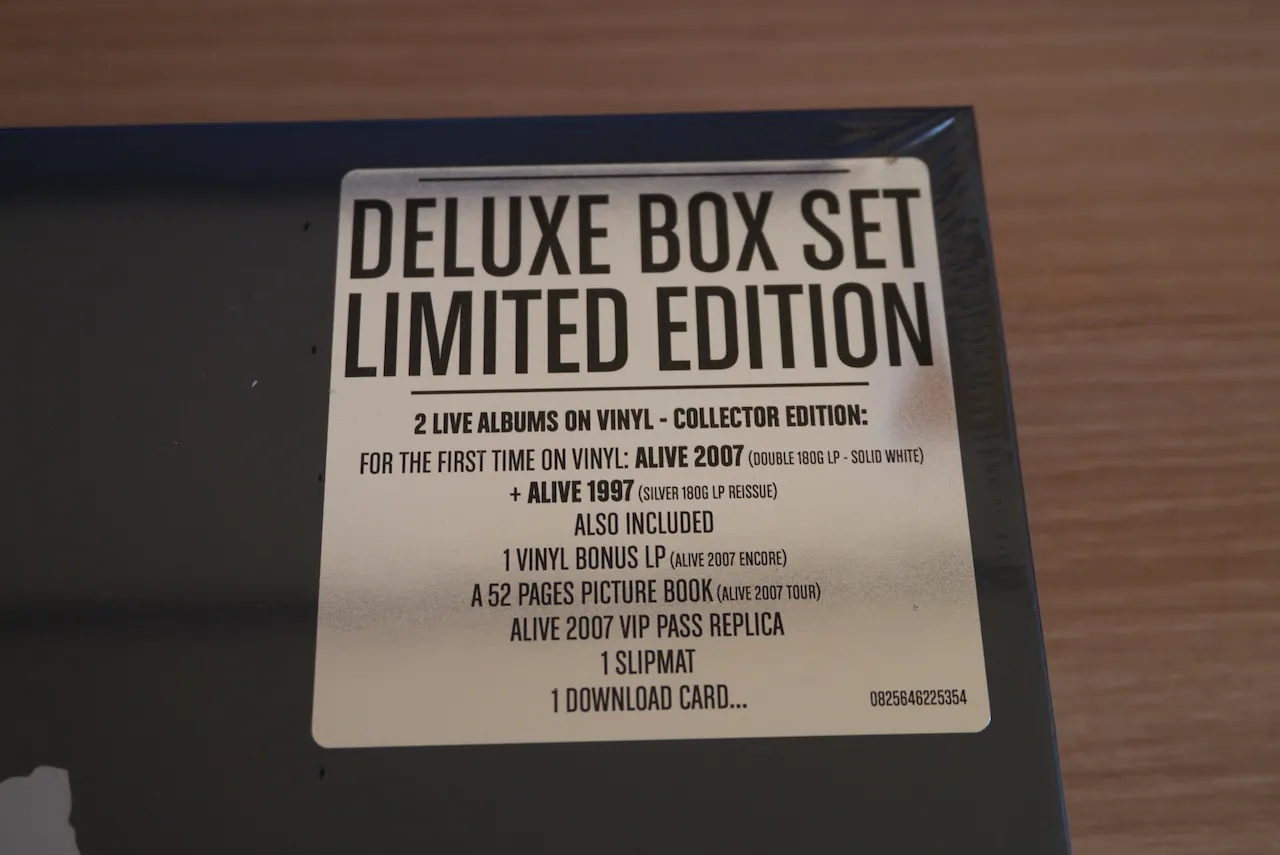 DELUXE BOX SET
LIMITED EDITION
2 LIVE ALBUMS ON VINYL - COLLECTOR EDITION:
FOR THE FIRST TIME ON VINYL: ALIVE 2007 (DOUBLE 180G LP - SOLID WHITE)
+ ALIVE 1997 (SILVER 180G LP REISSUE)
ALSO INCLUDED
1 VINYL BONUS LP (ALIVE 2007 ENCORE)
A 52 PAGES PICTURE BOOK (ALIVE 2007 TOUR)
ALIVE 2007 VIP PASS REPLICA
1 SLIPMAT
1 DOWNLOAD CARD...
0825646225354